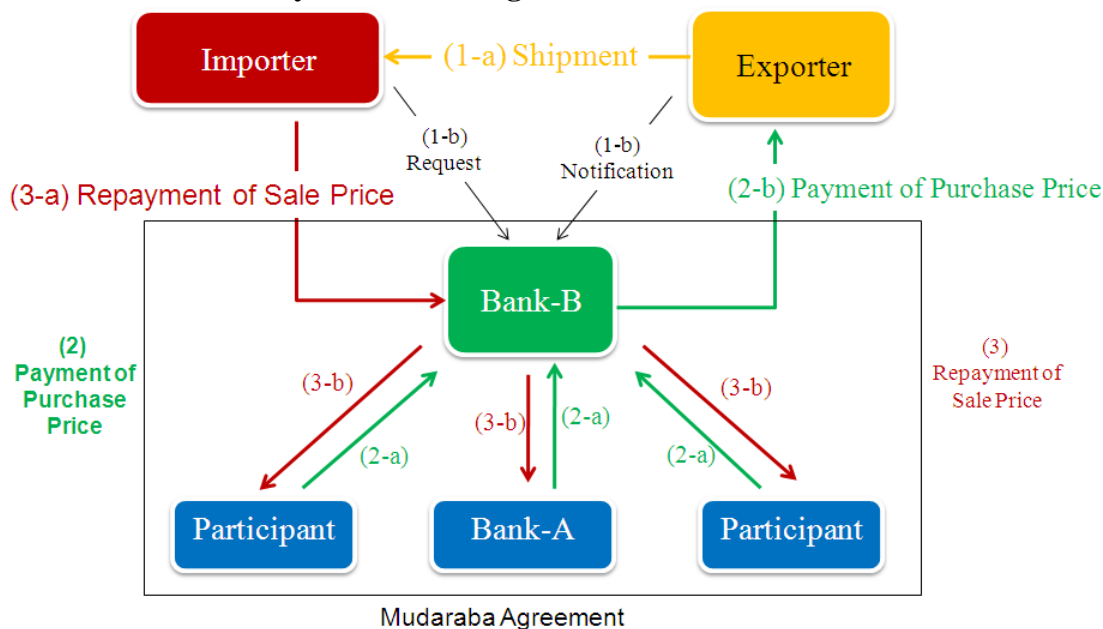 Importer
(1-a) Shipment
Exporter
(1-b)
Request
(1-b)
Notification
(3-a) Repayment of Sale Price
(2-b) Payment of Purchase Price
Bank-B
(2)
Payment of
Purchase
Price
(3)
Repayment of
Sale Price
(3-b)
(2-a)
(3-b)
(2-a)
(3-b)
(2-a)
Participant
Bank-A
Participant
Mudaraba Agreement